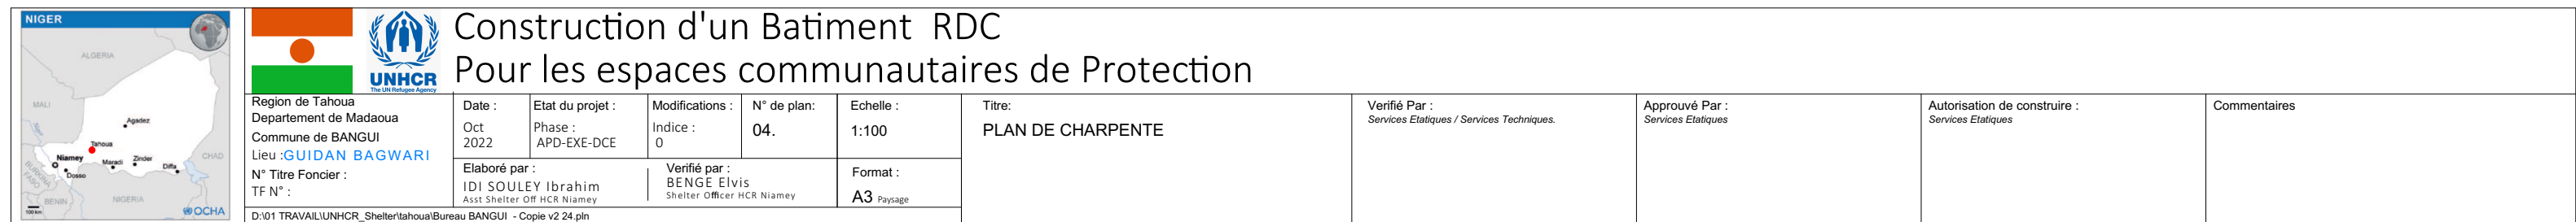 NIGER
ALGERIA
MALI
Agadez
Tahoua
Niamey
Maradi
Zinder
Diffa
CHAD
Dosso
BURKINA
FASO
BENIN
NIGERIA
100 km
OCHA
UNHCR
The UN Refugee Agency
Construction d'un Batiment RDC
Pour les espaces communautaires de Protection
Region de Tahoua
Departement de Madaoua
Commune de BANGUI
Lieu :GUIDAN BAGWARI
N° Titre Foncier :
TF N° :
Date :
Oct
2022
Etat du projet :
Phase :
APD-EXE-DCE
Modifications :
Indice :
0
N° de plan:
04.
Echelle :
1:100
Elaboré par :
IDI SOULEY Ibrahim
Asst Shelter Off HCR Niamey
Verifié par :
BENGE Elvis
Shelter Officer HCR Niamey
Format :
A3 Paysage
D:\01 TRAVAIL\UNHCR_Shelter\tahoua\Bureau BANGUI - Copie v2 24.pln
Titre:
PLAN DE CHARPENTE
Verifié Par :
Services Etatiques / Services Techniques.
Approuvé Par :
Services Etatiques
Autorisation de construire :
Services Etatiques
Commentaires